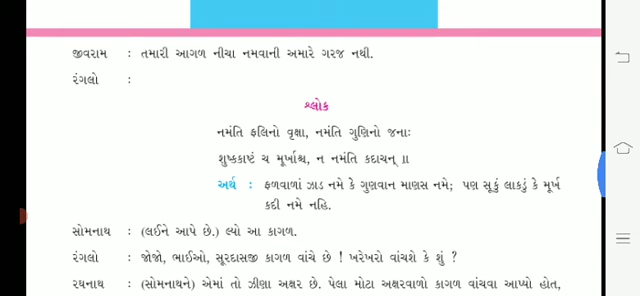 જીવરામ : તમારી આગળ નીચા નમવાની અમારે ગરજ નથી.
રંગલો :
શ્લોક
નમંતિ ફલિનો વૃક્ષા, નમંતિ ગુણિનો જનાઃ
શુષ્કકાષ્ટં ચ મૂર્ખાશ્ચ, ન નમંતિ કદાચન્ ॥
અર્થ : ફળવાળાં ઝાડ નમે કે ગુણવાન માણસ નમે; પણ સૂકું લાકડું કે મૂર્ખ
કદી નમે નહિ.
સોમનાથ : (લઈને આપે છે.) લ્યો આ કાગળ.
રંગલો : જોજો, ભાઈઓ, સૂરદાસજી કાગળ વાંચે છે ! ખરેખરો વાંચશે કે શું ?
રઘનાથ : (સોમનાથને) એમાં તો ઝીણા અક્ષર છે. પેલા મોટા અક્ષરવાળો કાગળ વાંચવા આપ્યો હોત,